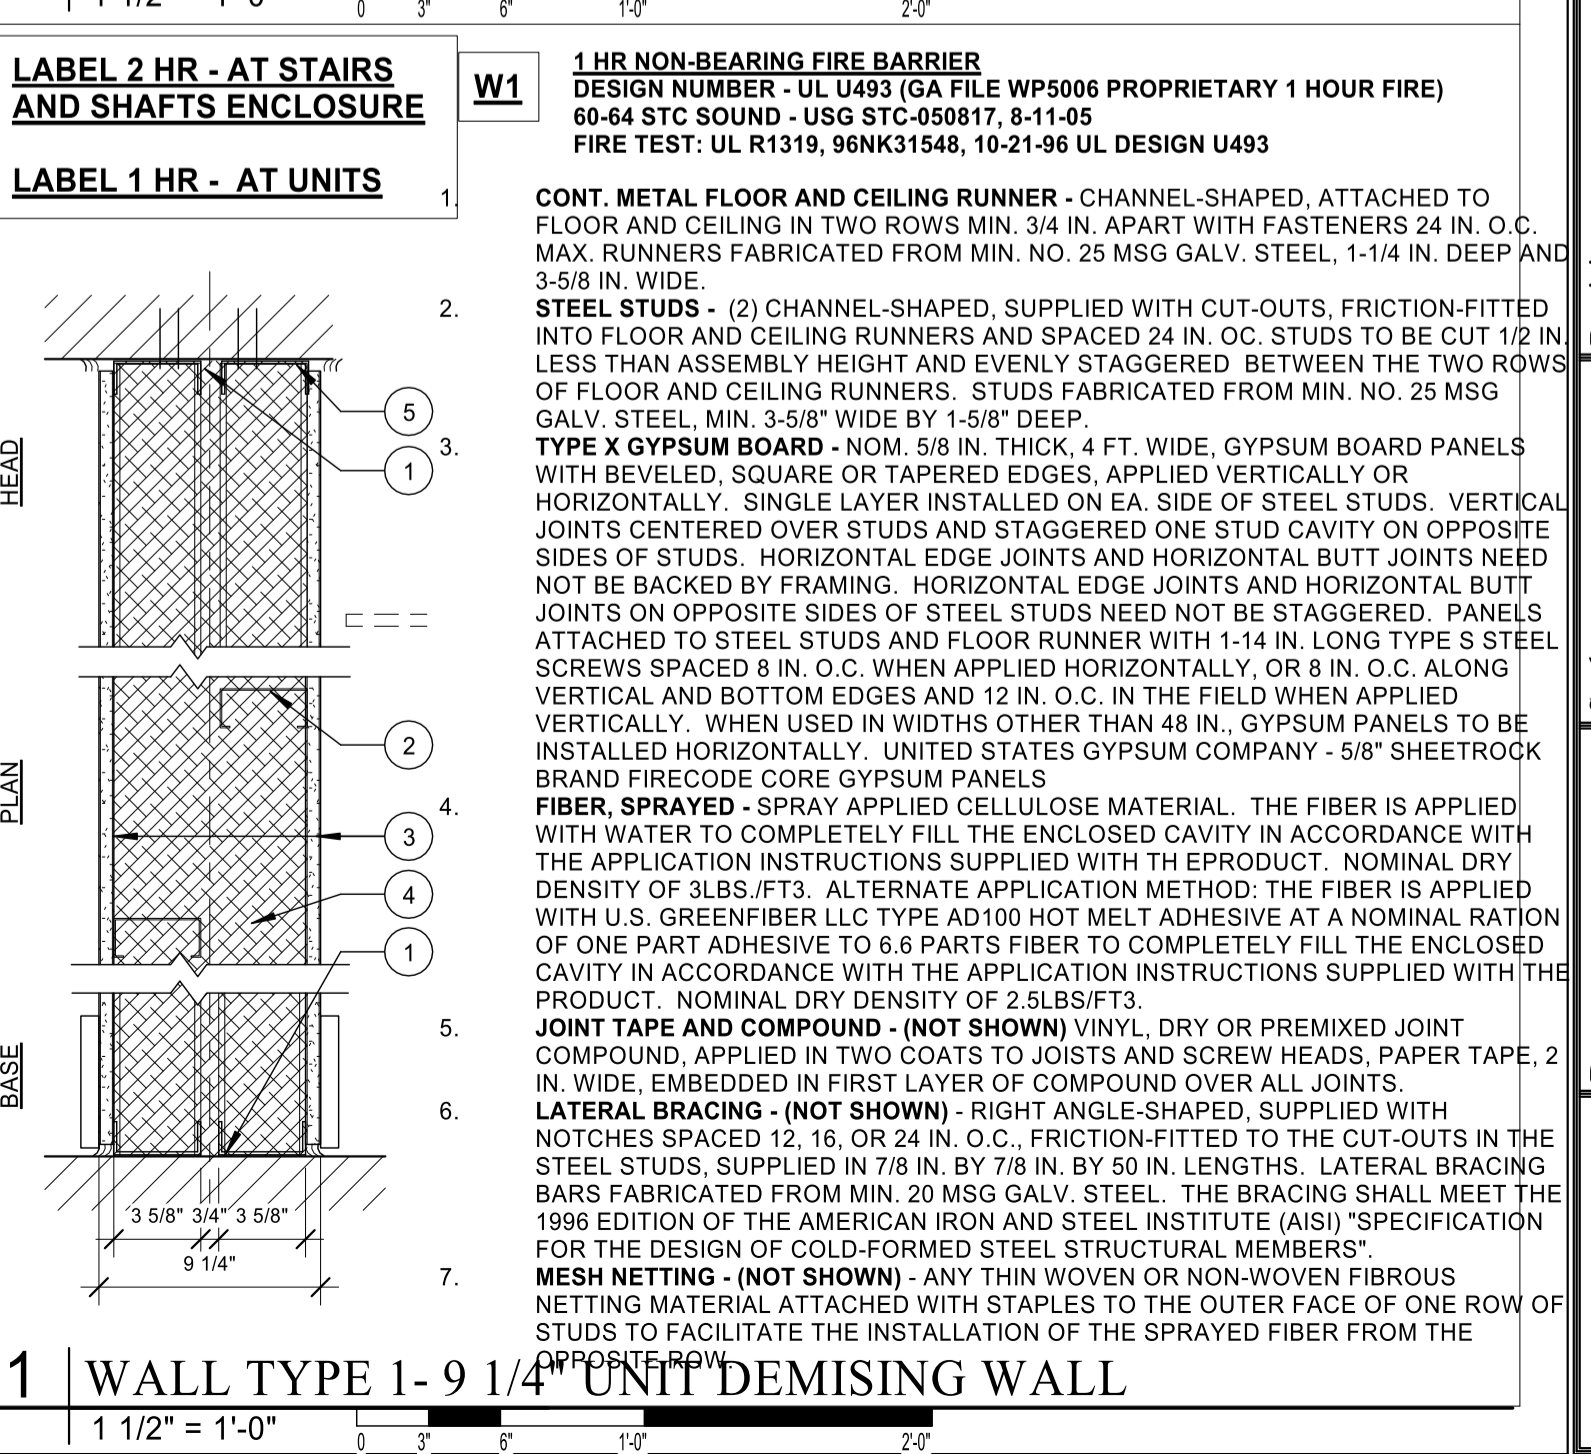 1 1/2" = 1'-0"
0 3" 6" 1'-0" 2'-0"
LABEL 2 HR - AT STAIRS
AND SHAFTS ENCLOSURE
LABEL 1 HR - AT UNITS
W1
1 HR NON-BEARING FIRE BARRIER
DESIGN NUMBER - UL U493 (GA FILE WP5006 PROPRIETARY 1 HOUR FIRE)
60-64 STC SOUND - USG STC-050817, 8-11-05
FIRE TEST: UL R1319, 96NK31548, 10-21-96 UL DESIGN U493
1. CONT. METAL FLOOR AND CEILING RUNNER - CHANNEL-SHAPED, ATTACHED TO
FLOOR AND CEILING IN TWO ROWS MIN. 3/4 IN. APART WITH FASTENERS 24 IN. O.C.
MAX. RUNNERS FABRICATED FROM MIN. NO. 25 MSG GALV. STEEL, 1-1/4 IN. DEEP AND
3-5/8 IN. WIDE.
2. STEEL STUDS - (2) CHANNEL-SHAPED, SUPPLIED WITH CUT-OUTS, FRICTION-FITTED
INTO FLOOR AND CEILING RUNNERS AND SPACED 24 IN. OC. STUDS TO BE CUT 1/2 IN.
LESS THAN ASSEMBLY HEIGHT AND EVENLY STAGGERED BETWEEN THE TWO ROWS
OF FLOOR AND CEILING RUNNERS. STUDS FABRICATED FROM MIN. NO. 25 MSG
GALV. STEEL, MIN. 3-5/8" WIDE BY 1-5/8" DEEP.
3. TYPE X GYPSUM BOARD - NOM. 5/8 IN. THICK, 4 FT. WIDE, GYPSUM BOARD PANELS
WITH BEVELED, SQUARE OR TAPERED EDGES, APPLIED VERTICALLY OR
HORIZONTALLY. SINGLE LAYER INSTALLED ON EA. SIDE OF STEEL STUDS. VERTICAL
JOINTS CENTERED OVER STUDS AND STAGGERED ONE STUD CAVITY ON OPPOSITE
SIDES OF STUDS. HORIZONTAL EDGE JOINTS AND HORIZONTAL BUTT JOINTS NEED
NOT BE BACKED BY FRAMING. HORIZONTAL EDGE JOINTS AND HORIZONTAL BUTT
JOINTS ON OPPOSITE SIDES OF STEEL STUDS NEED NOT BE STAGGERED. PANELS
ATTACHED TO STEEL STUDS AND FLOOR RUNNER WITH 1-14 IN. LONG TYPE S STEEL
SCREWS SPACED 8 IN. O.C. WHEN APPLIED HORIZONTALLY, OR 8 IN. O.C. ALONG
VERTICAL AND BOTTOM EDGES AND 12 IN. O.C. IN THE FIELD WHEN APPLIED
VERTICALLY. WHEN USED IN WIDTHS OTHER THAN 48 IN., GYPSUM PANELS TO BE
INSTALLED HORIZONTALLY. UNITED STATES GYPSUM COMPANY - 5/8" SHEETROCK
BRAND FIRECODE CORE GYPSUM PANELS
4. FIBER, SPRAYED - SPRAY APPLIED CELLULOSE MATERIAL. THE FIBER IS APPLIED
WITH WATER TO COMPLETELY FILL THE ENCLOSED CAVITY IN ACCORDANCE WITH
THE APPLICATION INSTRUCTIONS SUPPLIED WITH TH EPRODUCT. NOMINAL DRY
DENSITY OF 3LBS./FT3. ALTERNATE APPLICATION METHOD: THE FIBER IS APPLIED
WITH U.S. GREENFIBER LLC TYPE AD100 HOT MELT ADHESIVE AT A NOMINAL RATION
OF ONE PART ADHESIVE TO 6.6 PARTS FIBER TO COMPLETELY FILL THE ENCLOSED
CAVITY IN ACCORDANCE WITH THE APPLICATION INSTRUCTIONS SUPPLIED WITH THE
PRODUCT. NOMINAL DRY DENSITY OF 2.5LBS/FT3.
5. JOINT TAPE AND COMPOUND - (NOT SHOWN) VINYL, DRY OR PREMIXED JOINT
COMPOUND, APPLIED IN TWO COATS TO JOISTS AND SCREW HEADS, PAPER TAPE, 2
IN. WIDE, EMBEDDED IN FIRST LAYER OF COMPOUND OVER ALL JOINTS.
6. LATERAL BRACING - (NOT SHOWN) - RIGHT ANGLE-SHAPED, SUPPLIED WITH
NOTCHES SPACED 12, 16, OR 24 IN. O.C., FRICTION-FITTED TO THE CUT-OUTS IN THE
STEEL STUDS, SUPPLIED IN 7/8 IN. BY 7/8 IN. BY 50 IN. LENGTHS. LATERAL BRACING
BARS FABRICATED FROM MIN. 20 MSG GALV. STEEL. THE BRACING SHALL MEET THE
1996 EDITION OF THE AMERICAN IRON AND STEEL INSTITUTE (AISI) "SPECIFICATION
FOR THE DESIGN OF COLD-FORMED STEEL STRUCTURAL MEMBERS".
7. MESH NETTING - (NOT SHOWN) - ANY THIN WOVEN OR NON-WOVEN FIBROUS
NETTING MATERIAL ATTACHED WITH STAPLES TO THE OUTER FACE OF ONE ROW OF
STUDS TO FACILITATE THE INSTALLATION OF THE SPRAYED FIBER FROM THE
OPPOSITE ROW.
HEAD
5
1
PLAN
2
3
4
1
BASE
3 5/8" 3/4" 3 5/8"
9 1/4"
1 WALL TYPE 1- 9 1/4" UNIT DEMISING WALL
1 1/2" = 1'-0"
0 3" 6" 1'-0" 2'-0"